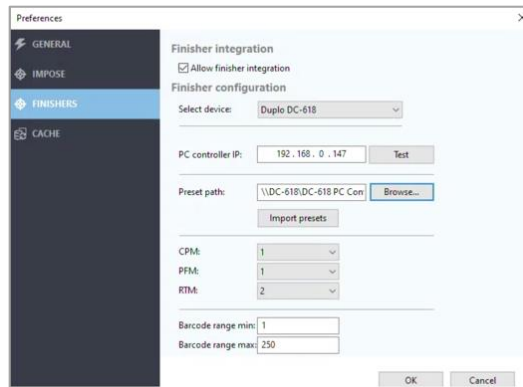 Preferences
GENERAL
IMPOSE
FINISHERS
CACHE
Finisher integration
Allow finisher integration
Finisher configuration
Select device: Duplo DC-618
PC controller IP: 192 . 168 . 0 . 147 Test
Preset path: \\DC-618\DC-618 PC Con Browse...
Import presets
CPM: 1
PFM: 1
RTM: 2
Barcode range min: 1
Barcode range max: 250
OK Cancel